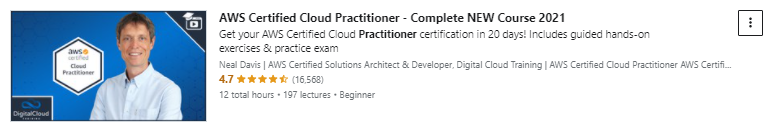 AWS Certified Cloud Practitioner - Complete NEW Course 2021
Get your AWS Certified Cloud Practitioner certification in 20 days! Includes guided hands-on
exercises & practice exam
Neal Davis | AWS Certified Solutions Architect & Developer, Digital Cloud Training | AWS Certified Cloud Practitioner AWS Certifi...
4.7 (16,568)
12 total hours • 197 lectures • Beginner
aws
certified
Cloud
Practitioner
DigitalCloud
TRAINING